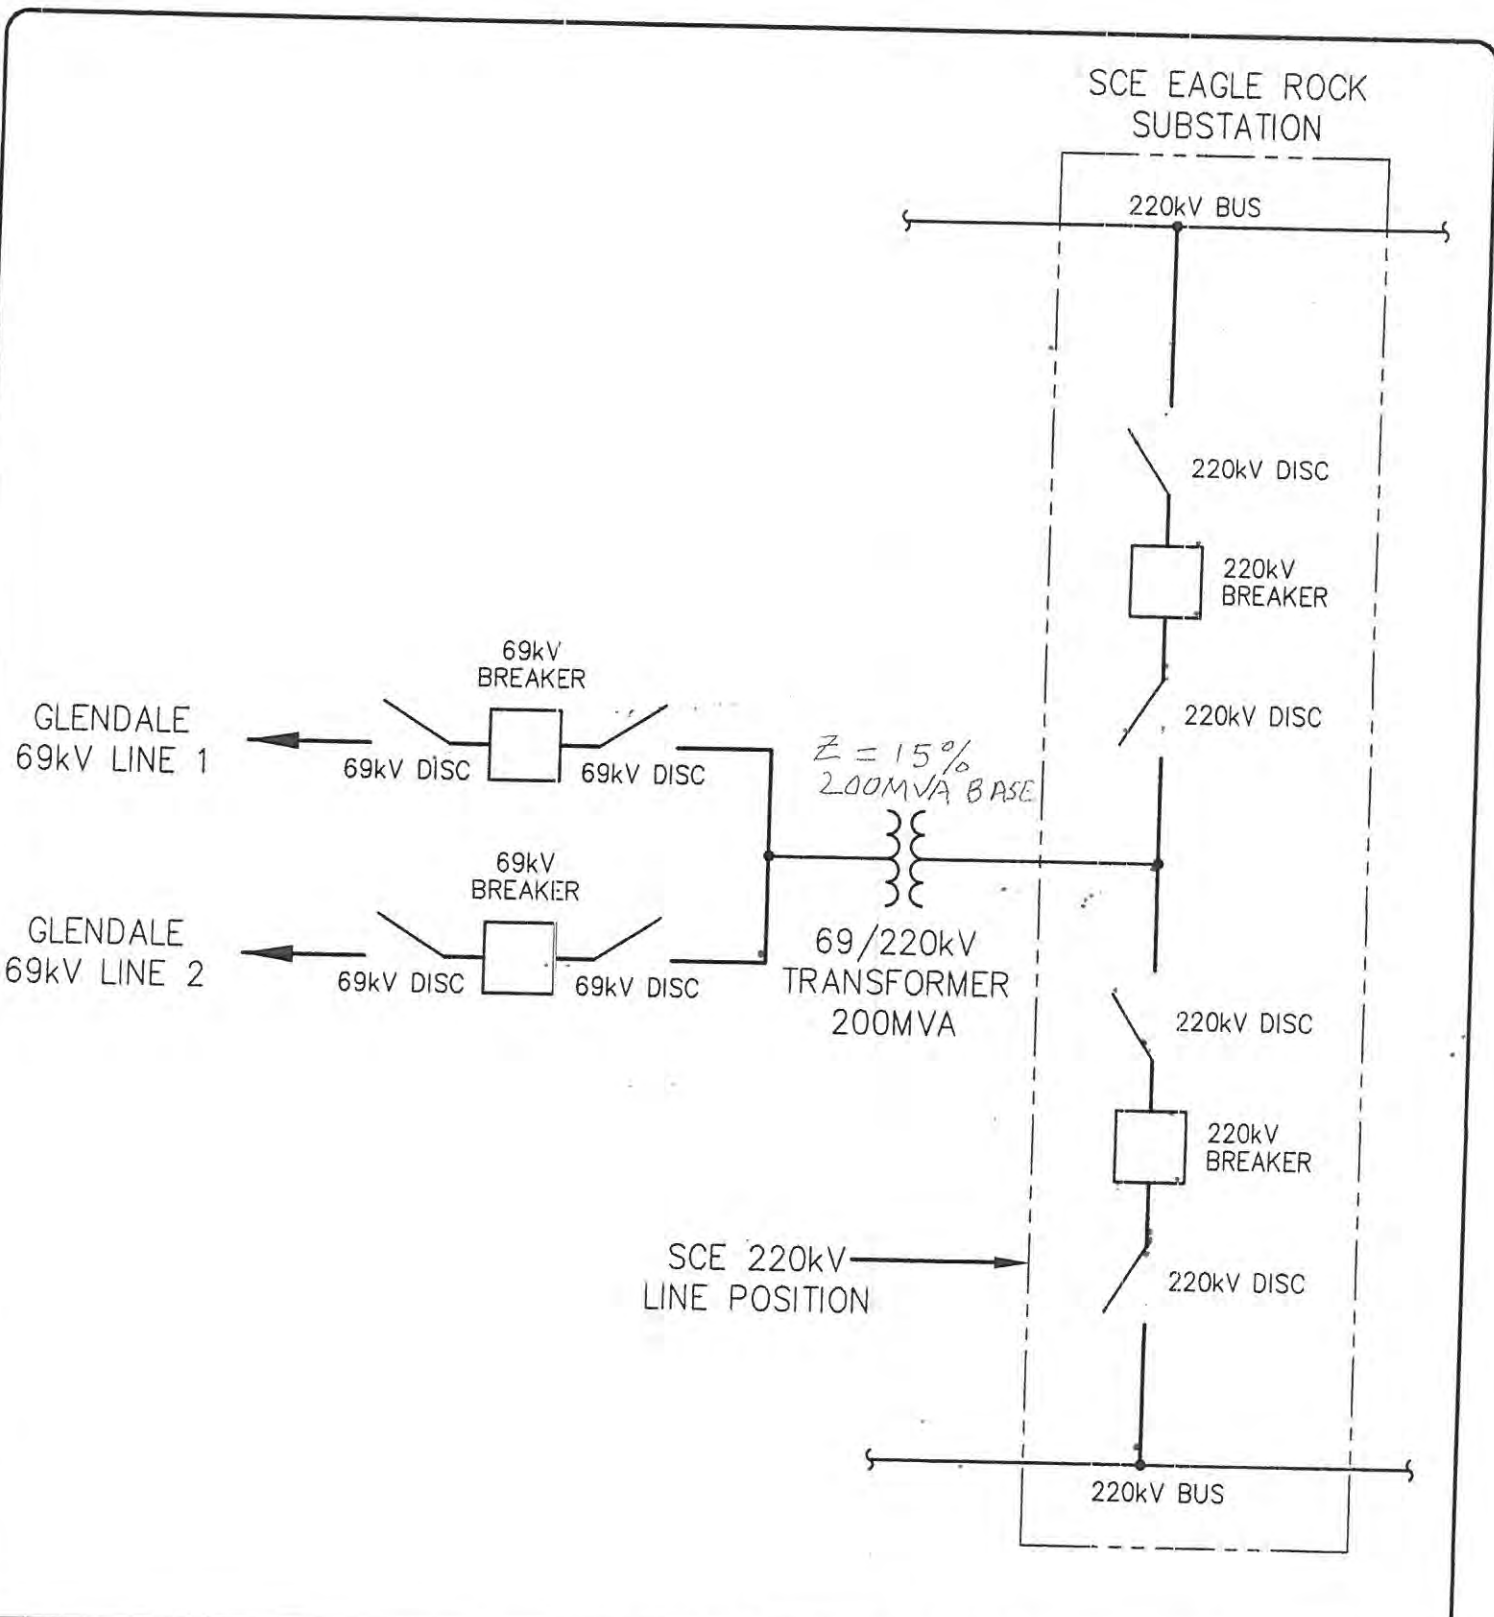 SCE EAGLE ROCK
SUBSTATION
220kV BUS
220kV DISC
220kV
BREAKER
220kV DISC
69kV
BREAKER
GLENDALE
69kV LINE 1
69kV DISC
69kV DISC
Z = 15%
200MVA BASE
69kV
BREAKER
GLENDALE
69kV LINE 2
69kV DISC
69kV DISC
69/220kV
TRANSFORMER
200MVA
220kV DISC
220kV
BREAKER
SCE 220kV
LINE POSITION
220kV DISC
220kV BUS